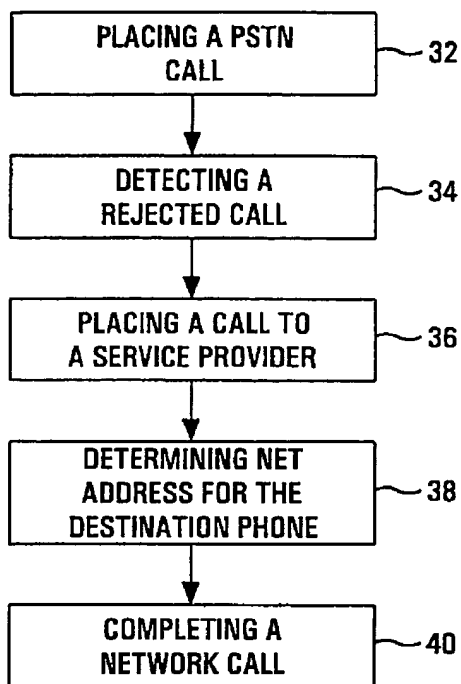 PLACING A PSTN
CALL
32
DETECTING A
REJECTED CALL
34
PLACING A CALL TO
A SERVICE PROVIDER
36
DETERMINING NET
ADDRESS FOR THE
DESTINATION PHONE
38
COMPLETING A
NETWORK CALL
40